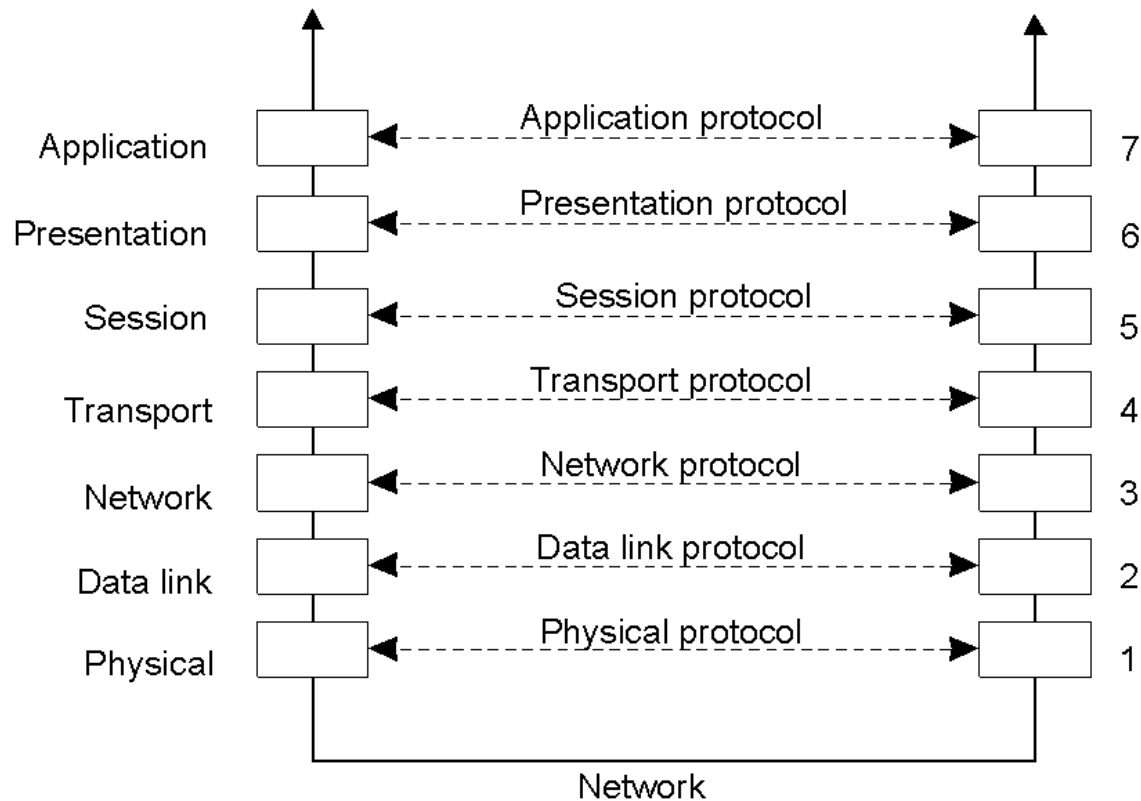 Application
Application protocol
7
Presentation
Presentation protocol
6
Session
Session protocol
5
Transport
Transport protocol
4
Network
Network protocol
3
Data link
Data link protocol
2
Physical
Physical protocol
1
Network